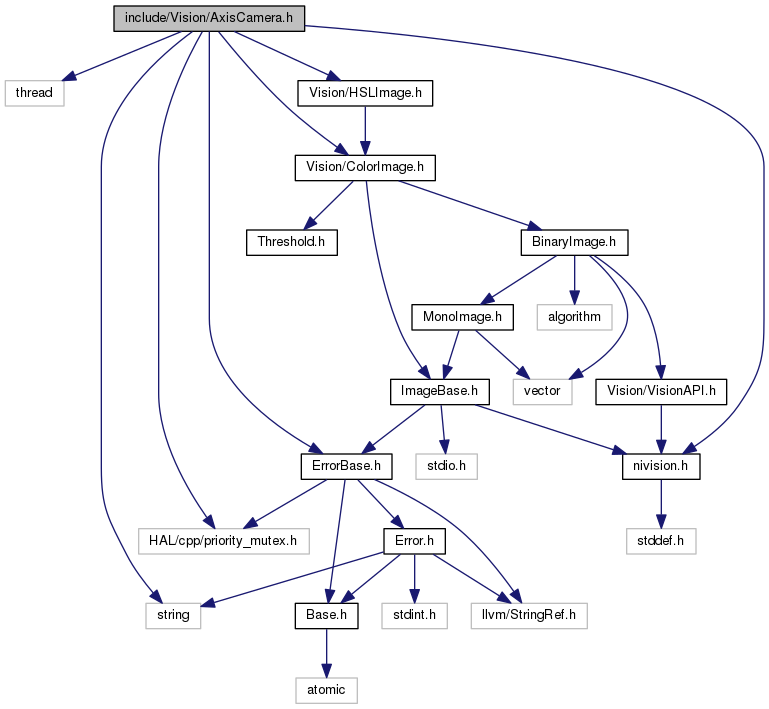 include/Vision/AxisCamera.h
thread
Vision/HSLImage.h
Vision/ColorImage.h
Threshold.h
BinaryImage.h
MonoImage.h
algorithm
ImageBase.h
vector
Vision/VisionAPI.h
ErrorBase.h
stdio.h
nivision.h
HAL/cpp/priority_mutex.h
Error.h
stddef.h
string
Base.h
stdint.h
llvm/StringRef.h
atomic